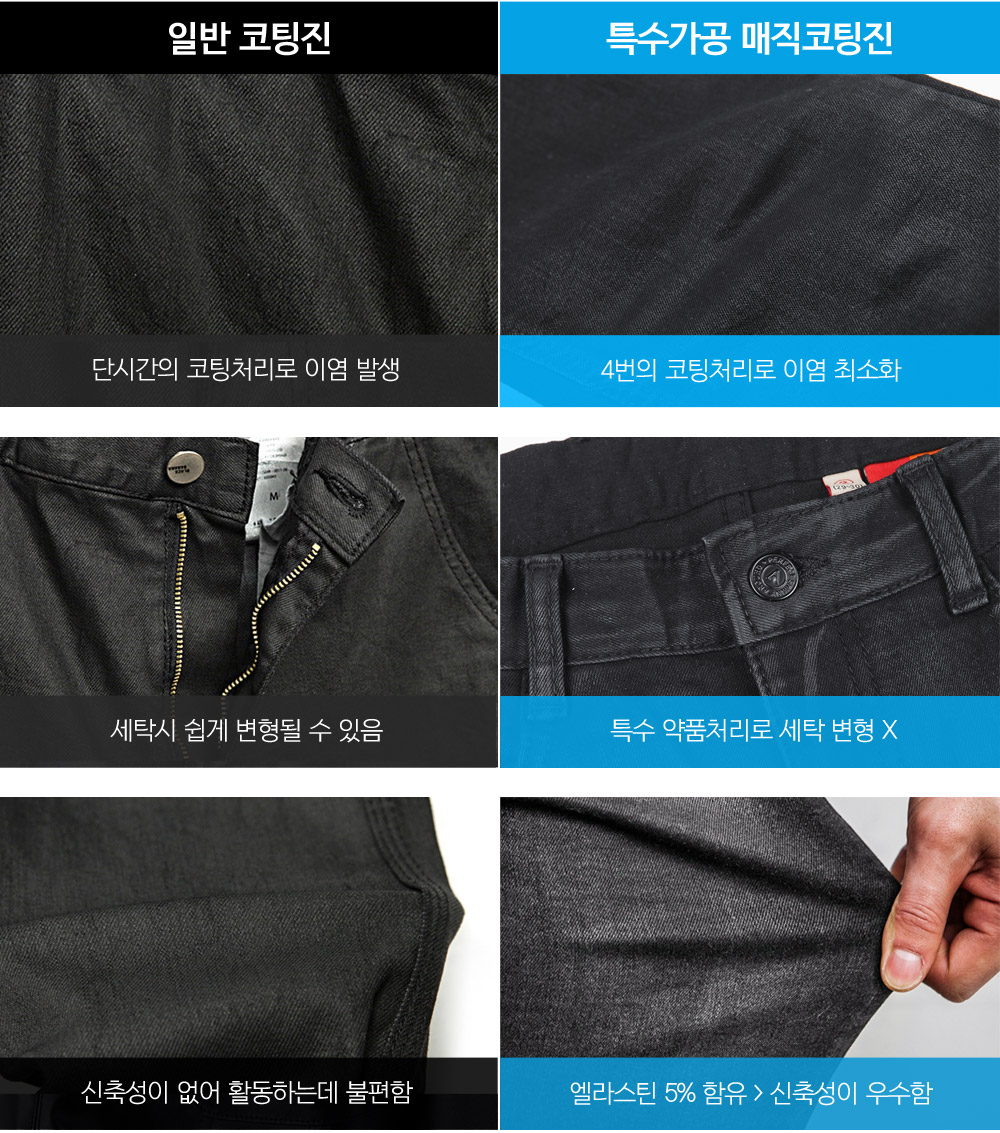 일반 코팅진
특수가공 매직코팅진
단시간의 코팅처리로 이염 발생
4번의 코팅처리로 이염 최소화
M
(29-30)
세탁시 쉽게 변형될 수 있음
특수 약품처리로 세탁 변형 X
신축성이 없어 활동하는데 불편함
엘라스틴 5% 함유 > 신축성이 우수함